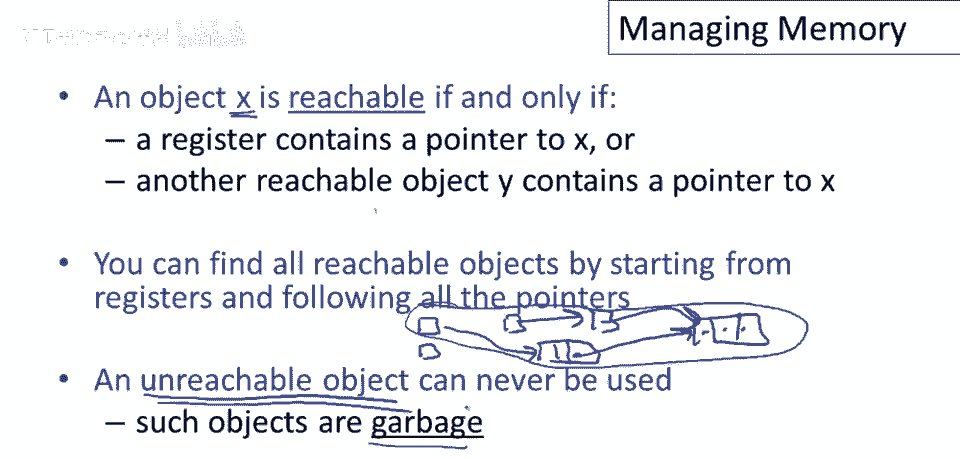 Managing Memory
• An object x is reachable if and only if:
– a register contains a pointer to x, or
– another reachable object y contains a pointer to x
• You can find all reachable objects by starting from
registers and following all the pointers
• An unreachable object can never be used
– such objects are garbage